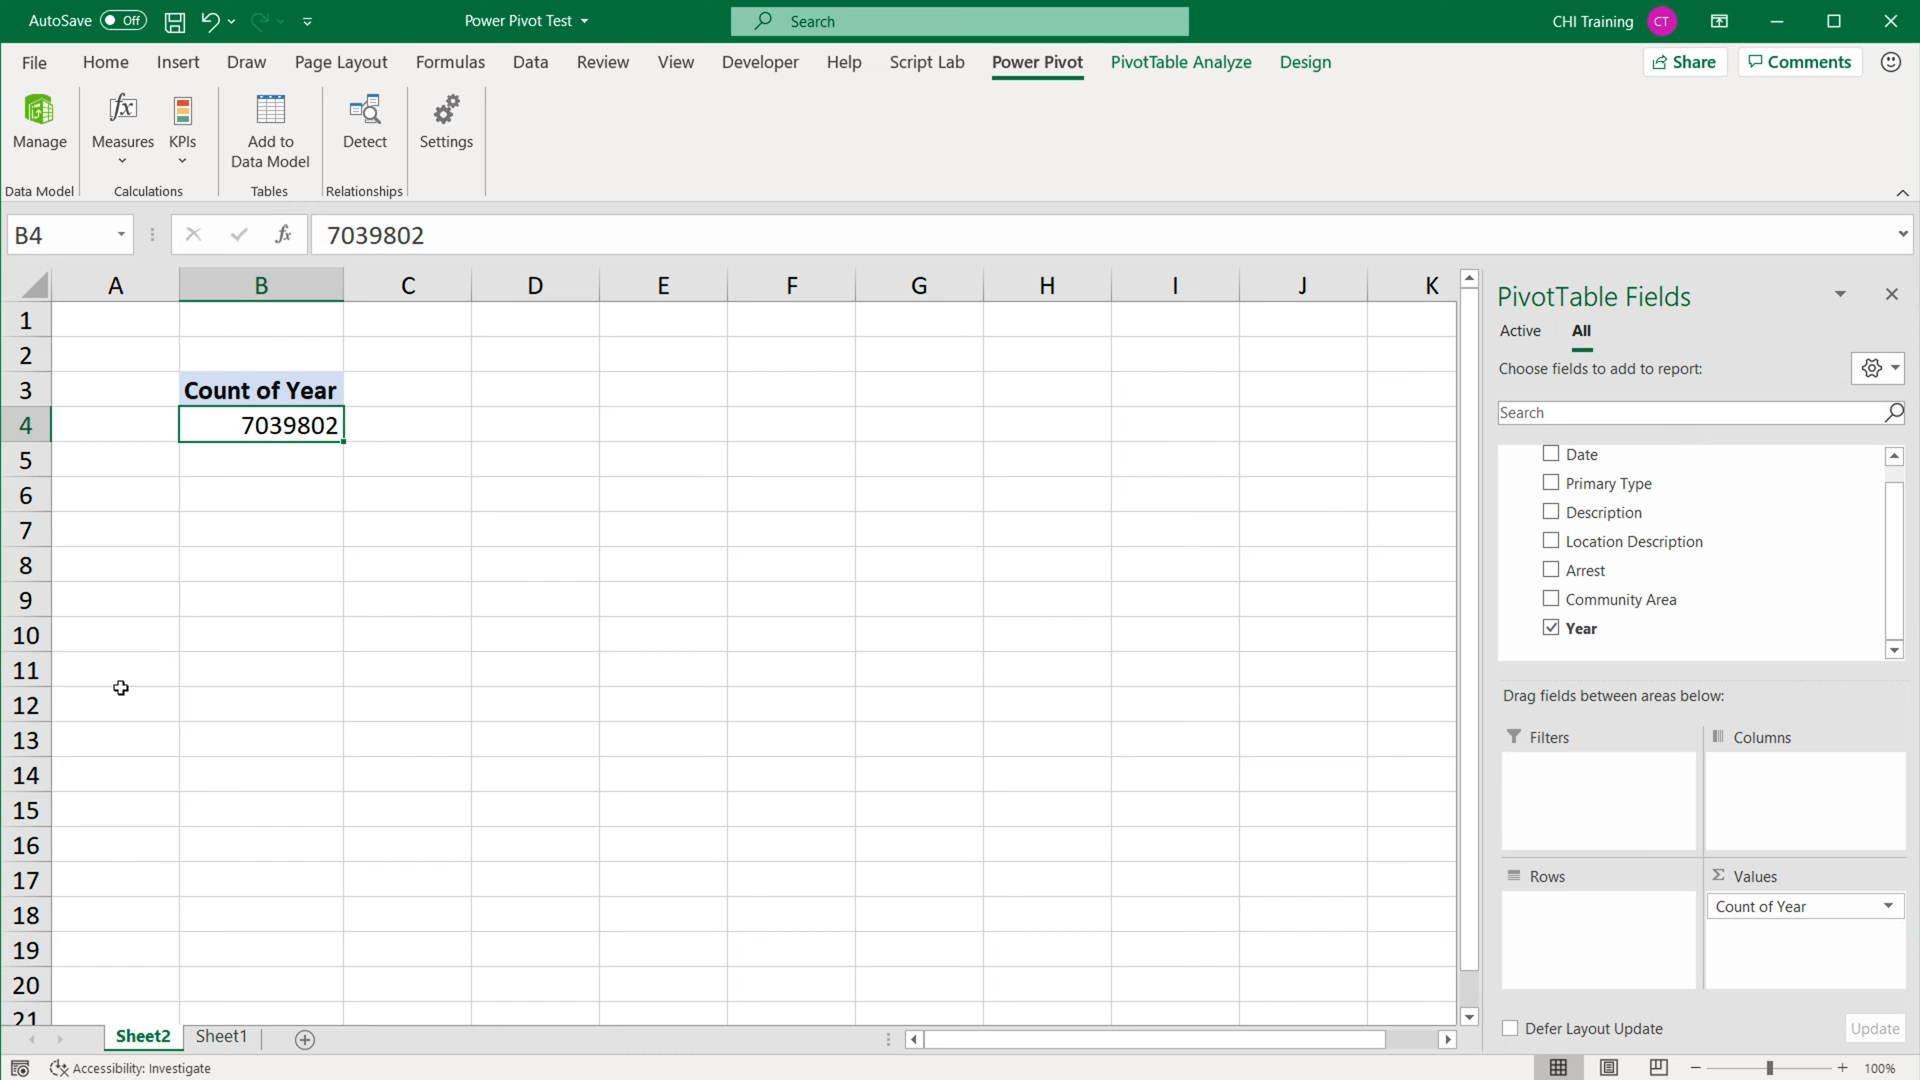 AutoSave Off Power Pivot Test Search CHI Training CT
File Home Insert Draw Page Layout Formulas Data Review View Developer Help Script Lab Power Pivot PivotTable Analyze Design Share Comments
Manage
Measures
KPIs
Add to
Data Model
Detect
Settings
Data Model Calculations Tables Relationships
B4 fx 7039802
A B C D E F G H I J K
1
2
3 Count of Year
4 7039802
5
6
7
8
9
10
11
12
13
14
15
16
17
18
19
20
21
PivotTable Fields
Active All
Choose fields to add to report:
Search
Date
Primary Type
Description
Location Description
Arrest
Community Area
Year
Drag fields between areas below:
Filters Columns
Rows Σ Values
Count of Year
Defer Layout Update Update
Sheet2 Sheet1
Accessibility: Investigate 100%